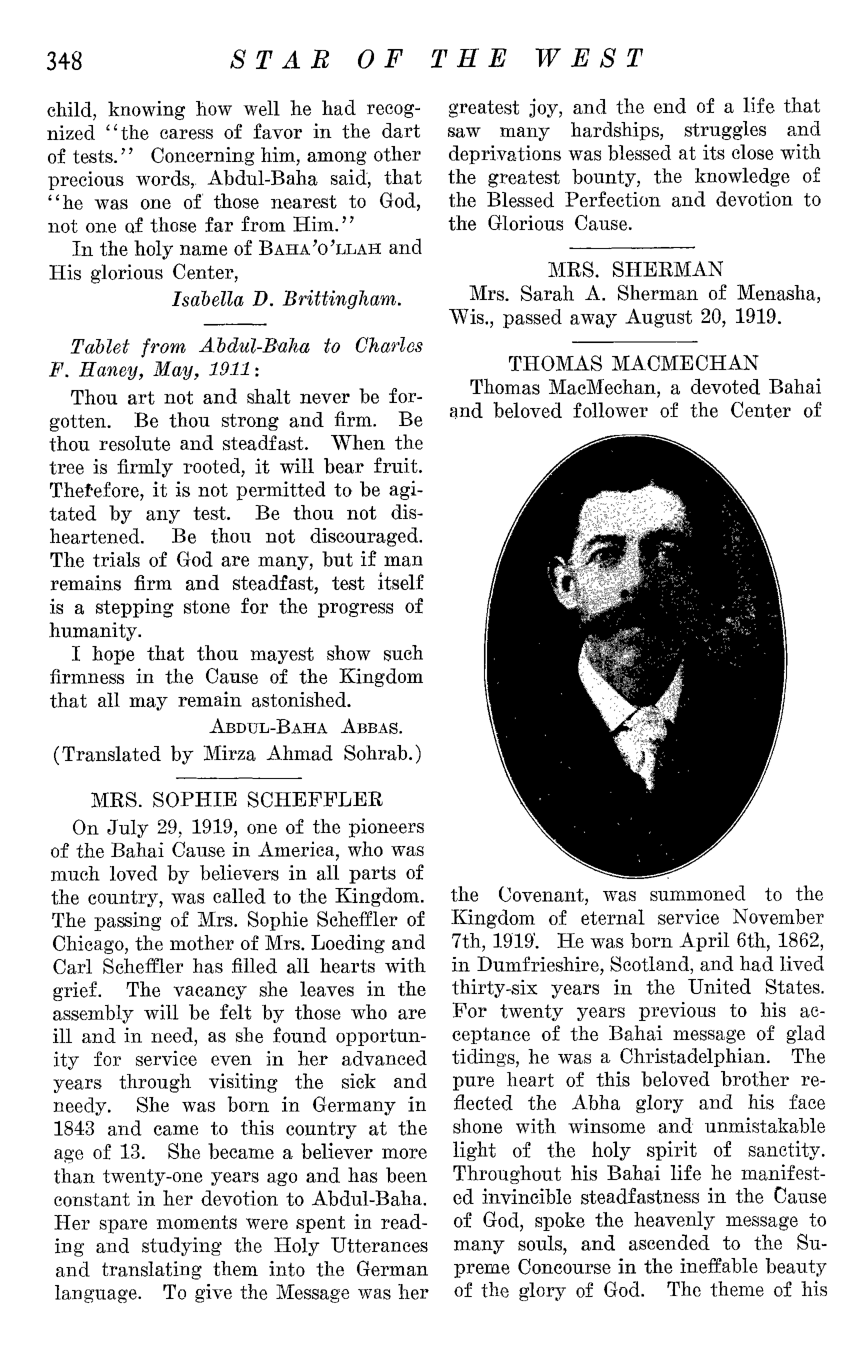 348 STAR OF THE WEST
child, knowing how well he had recog-
nized "the caress of favor in the dart
of tests." Concerning him, among other
precious words, Abdul-Baha said, that
"he was one of those nearest to God,
not one of those far from Him."
In the holy name of BAHA'O'LLAH and
His glorious Center,
Isabella D. Brittingham.
Tablet from Abdul-Baha to Charles
F. Haney, May, 1911:
Thou art not and shalt never be for-
gotten. Be thou strong and firm. Be
thou resolute and steadfast. When the
tree is firmly rooted, it will bear fruit.
Therefore, it is not permitted to be agi-
tated by any test. Be thou not dis-
heartened. Be thou not discouraged.
The trials of God are many, but if man
remains firm and steadfast, test itself
is a stepping stone for the progress of
humanity.
I hope that thou mayest show such
firmness in the Cause of the Kingdom
that all may remain astonished.
ABDUL-BAHA ABBAS.
(Translated by Mirza Ahmad Sohrab.)
MRS. SOPHIE SCHEFFLER
On July 29, 1919, one of the pioneers
of the Bahai Cause in America, who was
much loved by believers in all parts of
the country, was called to the Kingdom.
The passing of Mrs. Sophie Scheffler of
Chicago, the mother of Mrs. Loeding and
Carl Scheffler has filled all hearts with
grief. The vacancy she leaves in the
assembly will be felt by those who are
ill and in need, as she found opportun-
ity for service even in her advanced
years through visiting the sick and
needy. She was born in Germany in
1843 and came to this country at the
age of 13. She became a believer more
than twenty-one years ago and has been
constant in her devotion to Abdul-Baha.
Her spare moments were spent in read-
ing and studying the Holy Utterances
and translating them into the German
language. To give the Message was her
greatest joy, and the end of a life that
saw many hardships, struggles and
deprivations was blessed at its close with
the greatest bounty, the knowledge of
the Blessed Perfection and devotion to
the Glorious Cause.
MRS. SHERMAN
Mrs. Sarah A. Sherman of Menasha,
Wis., passed away August 20, 1919.
THOMAS MACMECHAN
Thomas MacMechan, a devoted Bahai
and beloved follower of the Center of
the Covenant, was summoned to the
Kingdom of eternal service November
7th, 1919. He was born April 6th, 1862,
in Dumfrieshire, Scotland, and had lived
thirty-six years in the United States.
For twenty years previous to his ac-
ceptance of the Bahai message of glad
tidings, he was a Christadelphian. The
pure heart of this beloved brother re-
flected the Abha glory and his face
shone with winsome and unmistakable
light of the holy spirit of sanctity.
Throughout his Bahai life he manifest-
ed invincible steadfastness in the Cause
of God, spoke the heavenly message to
many souls, and ascended to the Su-
preme Concourse in the ineffable beauty
of the glory of God. The theme of his